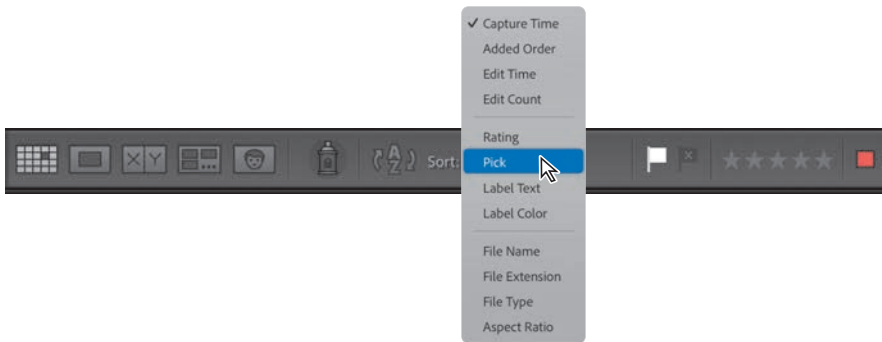 ✓ Capture Time
Added Order
Edit Time
Edit Count
Rating
X Y
A
Z
Sort:
Pick
Label Text
Label Color
File Name
File Extension
File Type
Aspect Ratio